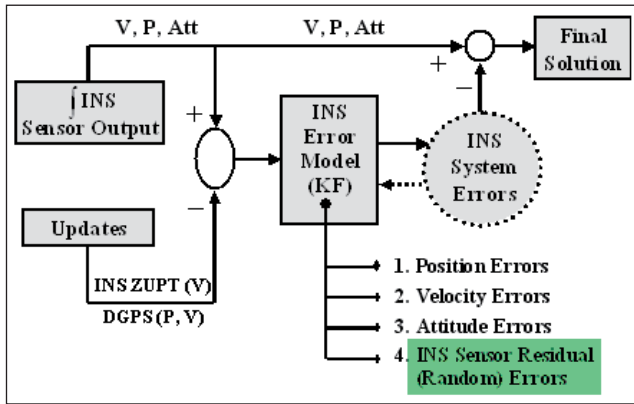 V, P, Att
V, P, Att
+
−
Final
Solution
∫ INS
Sensor Output
+
−
INS
Error
Model
(KF)
INS
System
Errors
Updates
INS ZUPT (V)
DGPS (P, V)
1. Position Errors
2. Velocity Errors
3. Attitude Errors
4. INS Sensor Residual
(Random) Errors